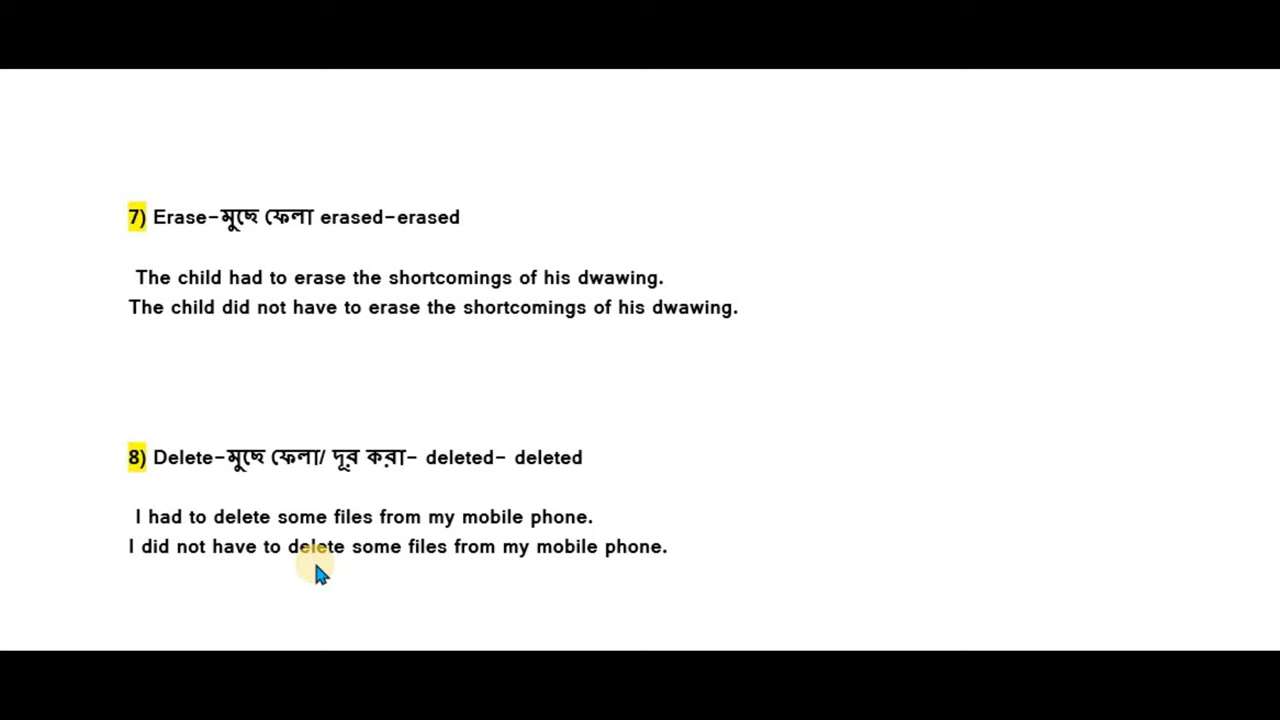 7) Erase-মুছে ফেলা erased-erased
The child had to erase the shortcomings of his dwawing.
The child did not have to erase the shortcomings of his dwawing.
8) Delete-মুছে ফেলা/ দূর করা- deleted- deleted
I had to delete some files from my mobile phone.
I did not have to delete some files from my mobile phone.